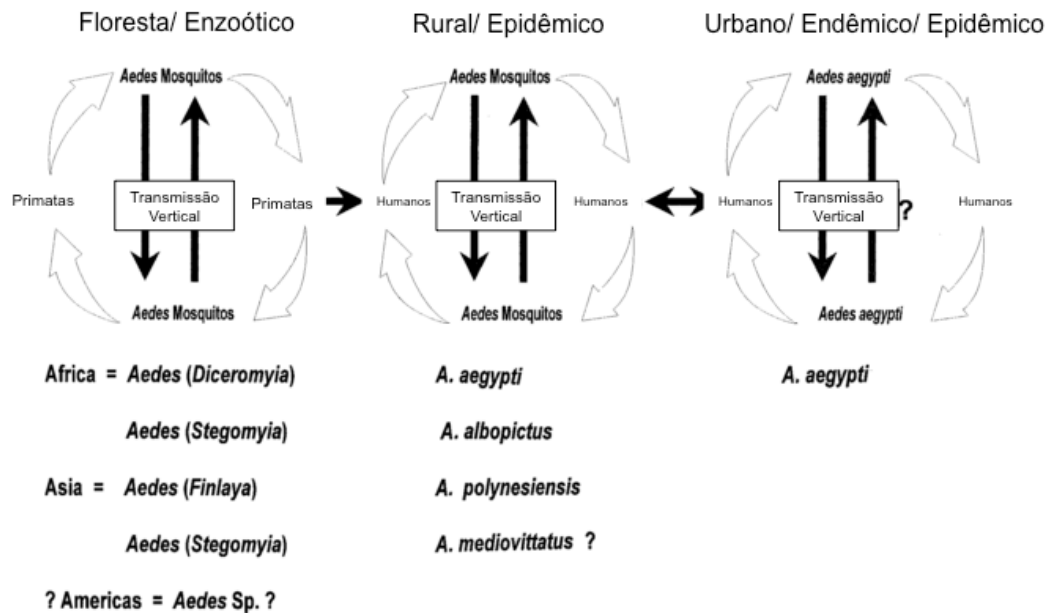 Floresta/ Enzoótico
Rural/ Epidêmico
Urbano/ Endêmico/ Epidêmico
Aedes Mosquitos
Aedes Mosquitos
Aedes aegypti
Primatas
Transmissão
Vertical
Primatas
Humanos
Transmissão
Vertical
Humanos
Humanos
Transmissão
Vertical
?
Humanos
Aedes Mosquitos
Aedes Mosquitos
Aedes aegypti
Africa = Aedes (Diceromyia)
A. aegypti
A. aegypti
Aedes (Stegomyia)
A. albopictus
Asia = Aedes (Finlaya)
A. polynesiensis
Aedes (Stegomyia)
A. mediovittatus ?
? Americas = Aedes Sp. ?